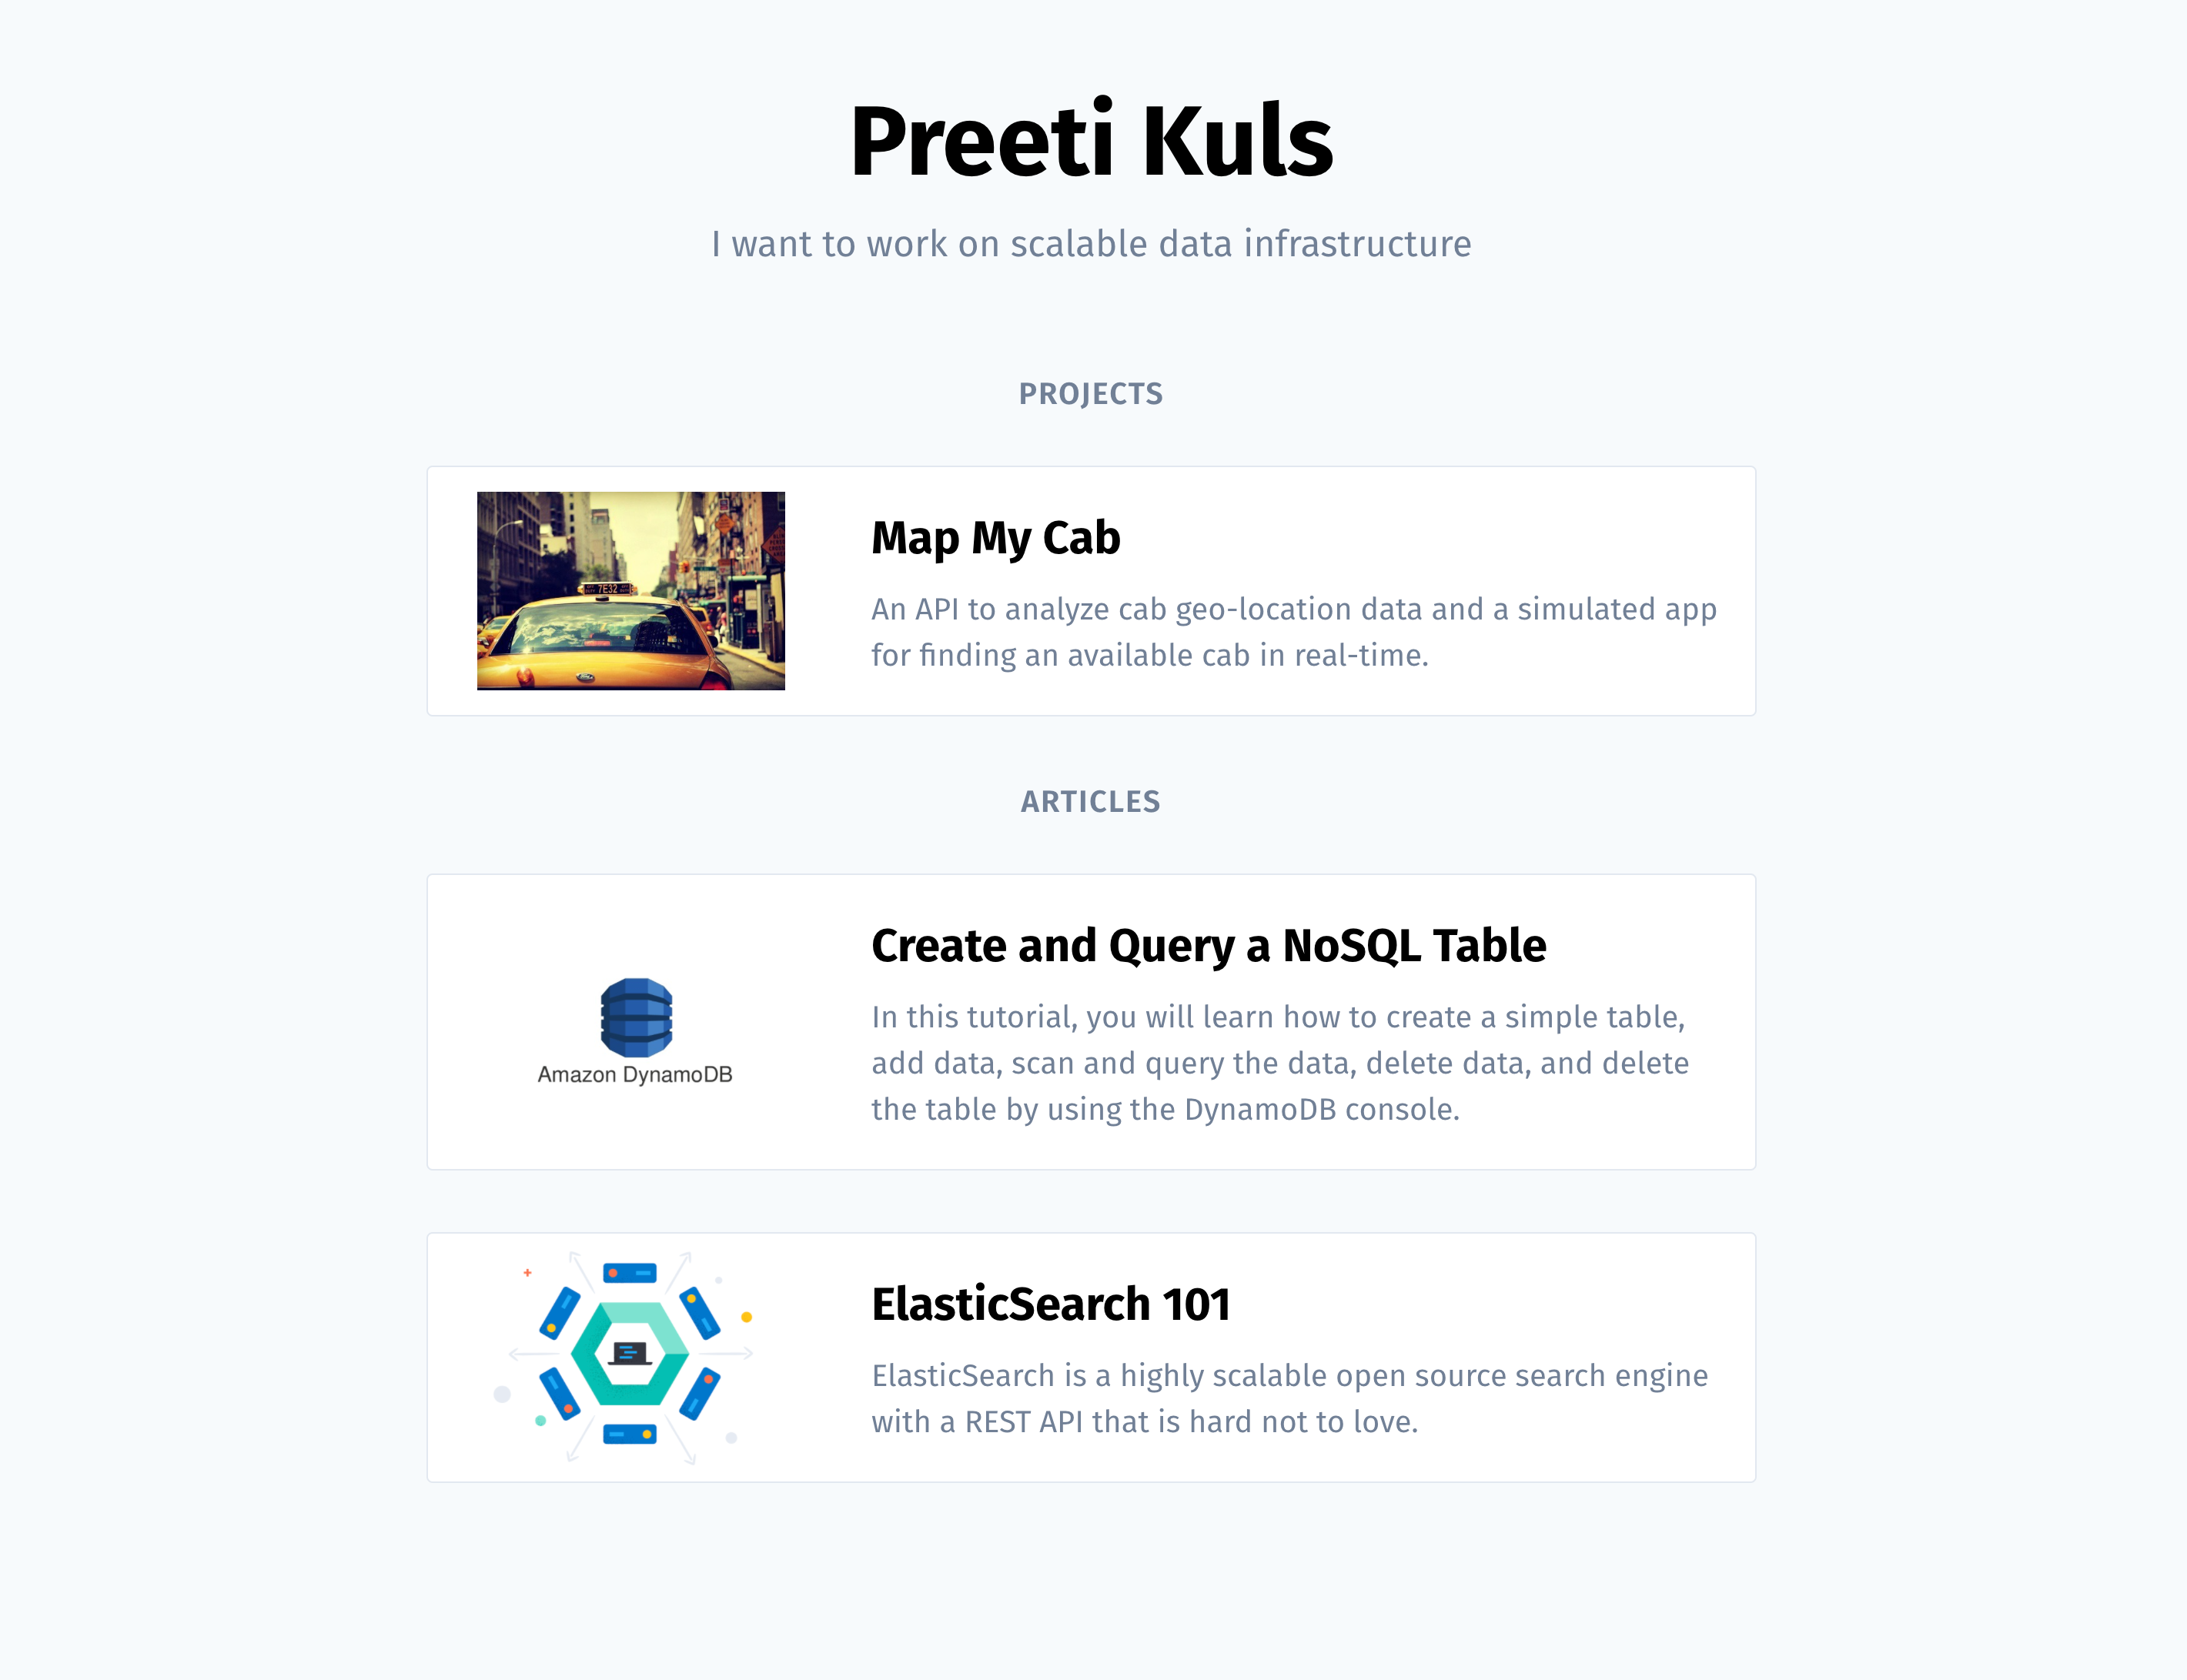 Preeti Kuls
I want to work on scalable data infrastructure
PROJECTS
7E32
Map My Cab
An API to analyze cab geo-location data and a simulated app
for finding an available cab in real-time.
ARTICLES
Amazon DynamoDB
Create and Query a NoSQL Table
In this tutorial, you will learn how to create a simple table,
add data, scan and query the data, delete data, and delete
the table by using the DynamoDB console.
ElasticSearch 101
ElasticSearch is a highly scalable open source search engine
with a REST API that is hard not to love.